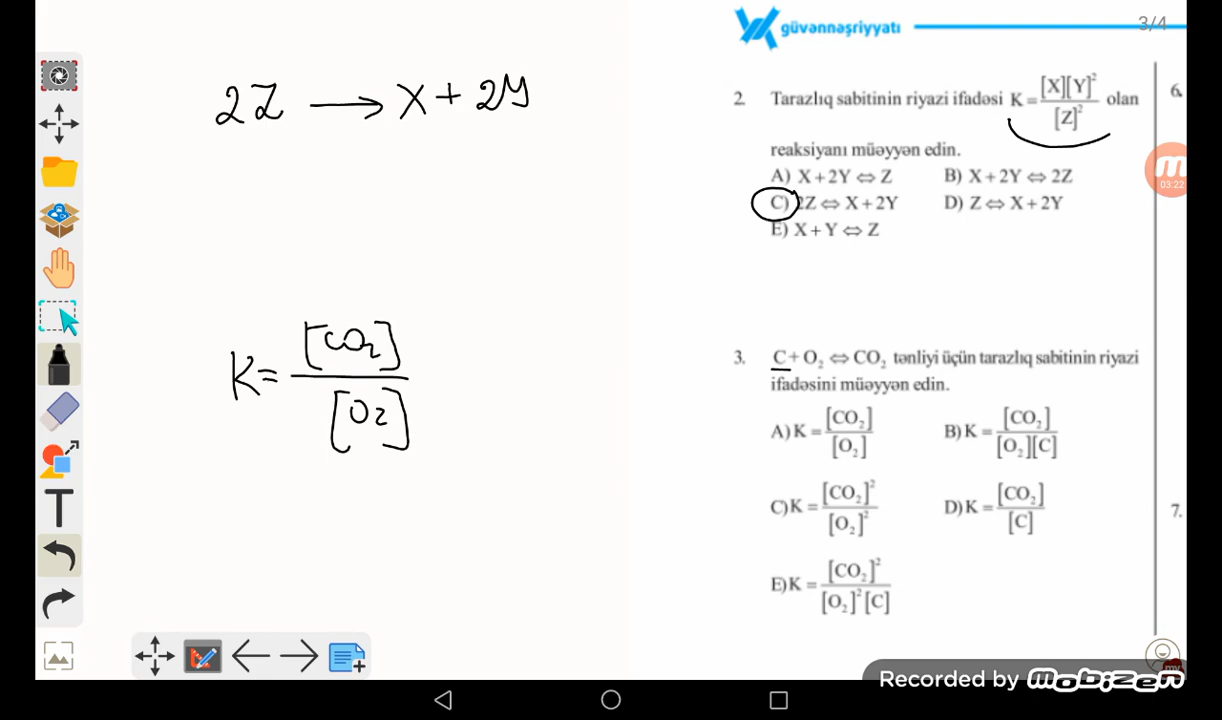 güvənnəşriyyatı
3/4
2Z → X + 2Y
2. Tarazlıq sabitinin riyazi ifadəsi K = [X][Y]² / [Z]² olan
reaksiyanı müəyyən edin.
A) X + 2Y ⇔ Z B) X + 2Y ⇔ 2Z
C) 2Z ⇔ X + 2Y D) Z ⇔ X + 2Y
E) X + Y ⇔ Z
6.
03:22
K = [CO₂] / [O₂]
3. C + O₂ ⇔ CO₂ tənliyi üçün tarazlıq sabitinin riyazi
ifadəsini müəyyən edin.
A) K = [CO₂] / [O₂] B) K = [CO₂] / [O₂][C]
C) K = [CO₂]² / [O₂]² D) K = [CO₂] / [C]
E) K = [CO₂]² / [O₂]²[C]
7.
T
Recorded by mobizen